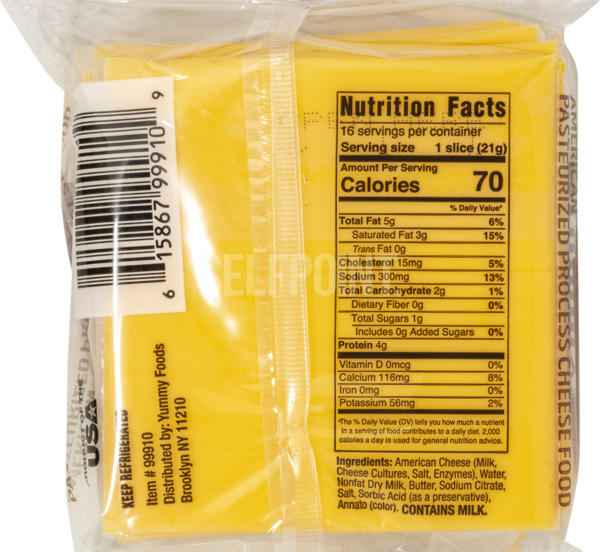 Nutrition Facts
16 servings per container
Serving size 1 slice (21g)
Amount Per Serving
Calories 70
% Daily Value*
Total Fat 5g 6%
Saturated Fat 3g 15%
Trans Fat 0g
Cholesterol 15mg 5%
Sodium 300mg 13%
Total Carbohydrate 2g 1%
Dietary Fiber 0g 0%
Total Sugars 1g
Includes 0g Added Sugars 0%
Protein 4g
Vitamin D 0mcg 0%
Calcium 116mg 8%
Iron 0mg 0%
Potassium 56mg 2%
*The % Daily Value (DV) tells you how much a nutrient
in a serving of food contributes to a daily diet. 2,000
calories a day is used for general nutrition advice.
Ingredients: American Cheese (Milk,
Cheese Cultures, Salt, Enzymes), Water,
Nonfat Dry Milk, Butter, Sodium Citrate,
Salt, Sorbic Acid (as a preservative),
Annato (color). CONTAINS MILK.
6 15867 99910 9
KEEP REFRIGERATED
Item # 99910
Distributed by: Yummy Foods
Brooklyn NY 11210
USA
AMERICAN
PASTEURIZED PROCESS CHEESE FOOD